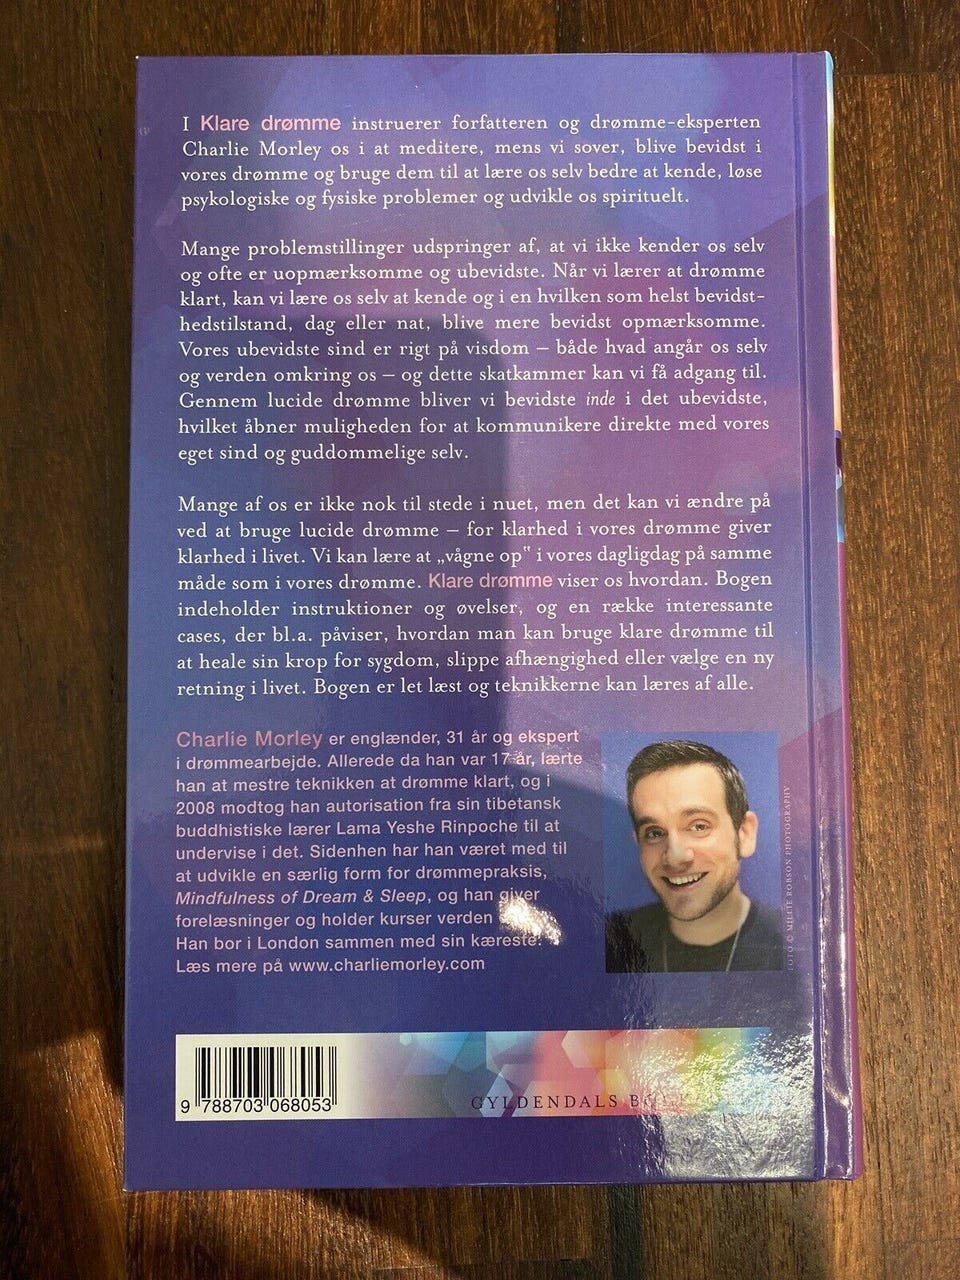 I Klare drømme instruerer forfatteren og drømme-eksperten
Charlie Morley os i at meditere, mens vi sover, blive bevidst i
vores drømme og bruge dem til at lære os selv bedre at kende, løse
psykologiske og fysiske problemer og udvikle os spirituelt.
Mange problemstillinger udspringer af, at vi ikke kender os selv
og ofte er uopmærksomme og ubevidste. Når vi lærer at drømme
klart, kan vi lære os selv at kende og i en hvilken som helst bevidst-
hedstilstand, dag eller nat, blive mere bevidst opmærksomme.
Vores ubevidste sind er rigt på visdom – både hvad angår os selv
og verden omkring os – og dette skatkammer kan vi få adgang til.
Gennem lucide drømme bliver vi bevidste inde i det ubevidste,
hvilket åbner muligheden for at kommunikere direkte med vores
eget sind og guddommelige selv.
Mange af os er ikke nok til stede i nuet, men det kan vi ændre på
ved at bruge lucide drømme – for klarhed i vores drømme giver
klarhed i livet. Vi kan lære at „vågne op‟ i vores dagligdag på samme
måde som i vores drømme. Klare drømme viser os hvordan. Bogen
indeholder instruktioner og øvelser, og en række interessante
cases, der bl.a. påviser, hvordan man kan bruge klare drømme til
at heale sin krop for sygdom, slippe afhængighed eller vælge en ny
retning i livet. Bogen er let læst og teknikkerne kan læres af alle.
Charlie Morley er englænder, 31 år og ekspert
i drømmearbejde. Allerede da han var 17 år, lærte
han at mestre teknikken at drømme klart, og i
2008 modtog han autorisation fra sin tibetansk
buddhistiske lærer Lama Yeshe Rinpoche til at
undervise i det. Sidenhen har han været med til
at udvikle en særlig form for drømmepraksis,
Mindfulness of Dream & Sleep, og han giver
forelæsninger og holder kurser verden
Han bor i London sammen med sin kæreste.
Læs mere på www.charliemorley.com
FOTO © MILLIE ROBSON PHOTOGRAPHY
9 788703 068053
GYLDENDALS